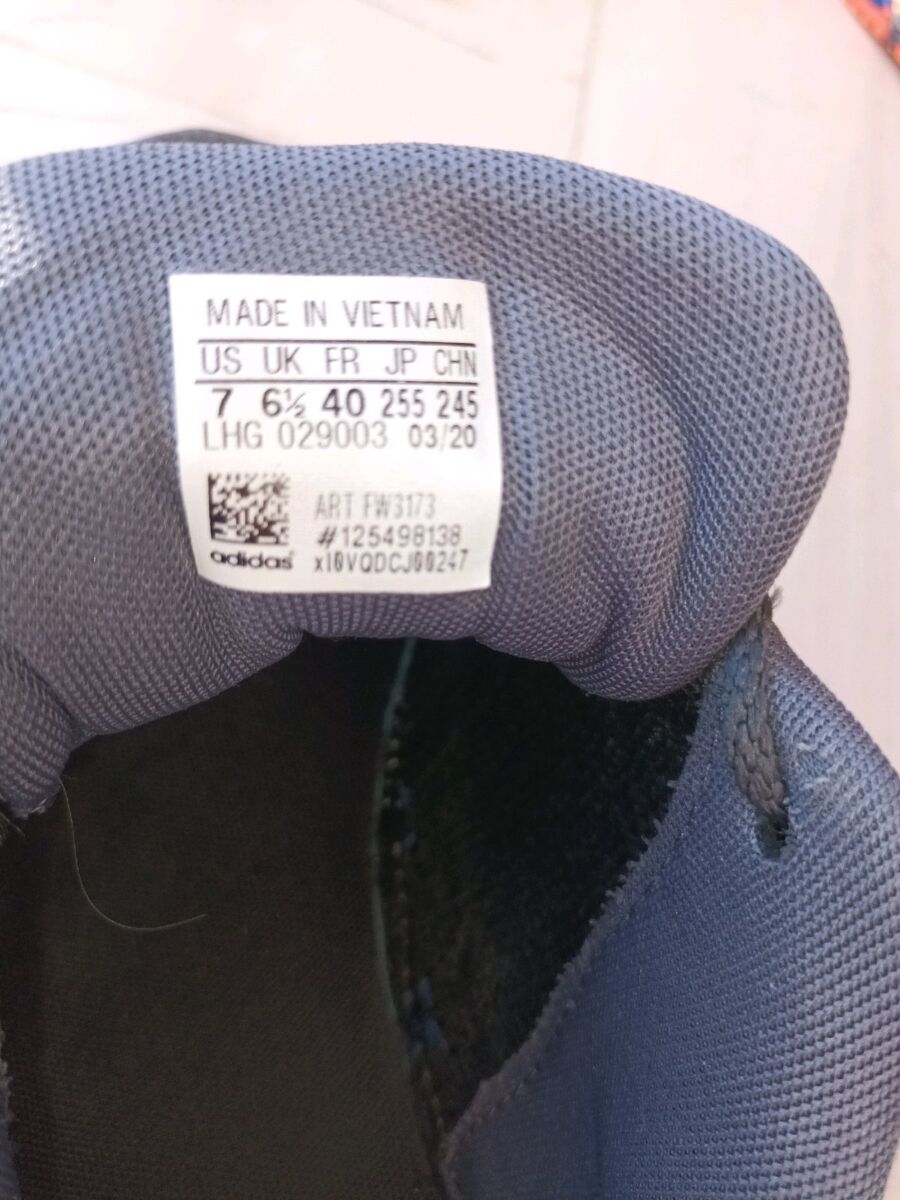 MADE IN VIETNAM
US UK FR JP CHN
7 6½ 40 255 245
LHG 029003 03/20
ART FW3173
#125498138
adidas x10VQDCJ00247